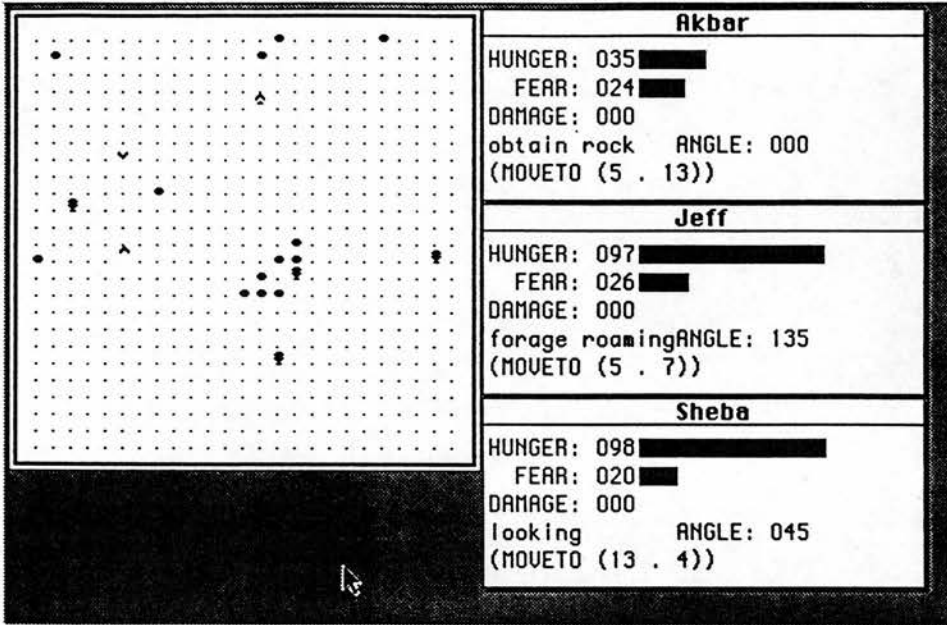 Akbar
HUNGER: 035
FEAR: 024
DAMAGE: 000
obtain rock ANGLE: 000
(MOVETO (5 . 13))
Jeff
HUNGER: 097
FEAR: 026
DAMAGE: 000
forage roamingANGLE: 135
(MOVETO (5 . 7))
Sheba
HUNGER: 098
FEAR: 020
DAMAGE: 000
looking ANGLE: 045
(MOVETO (13 . 4))